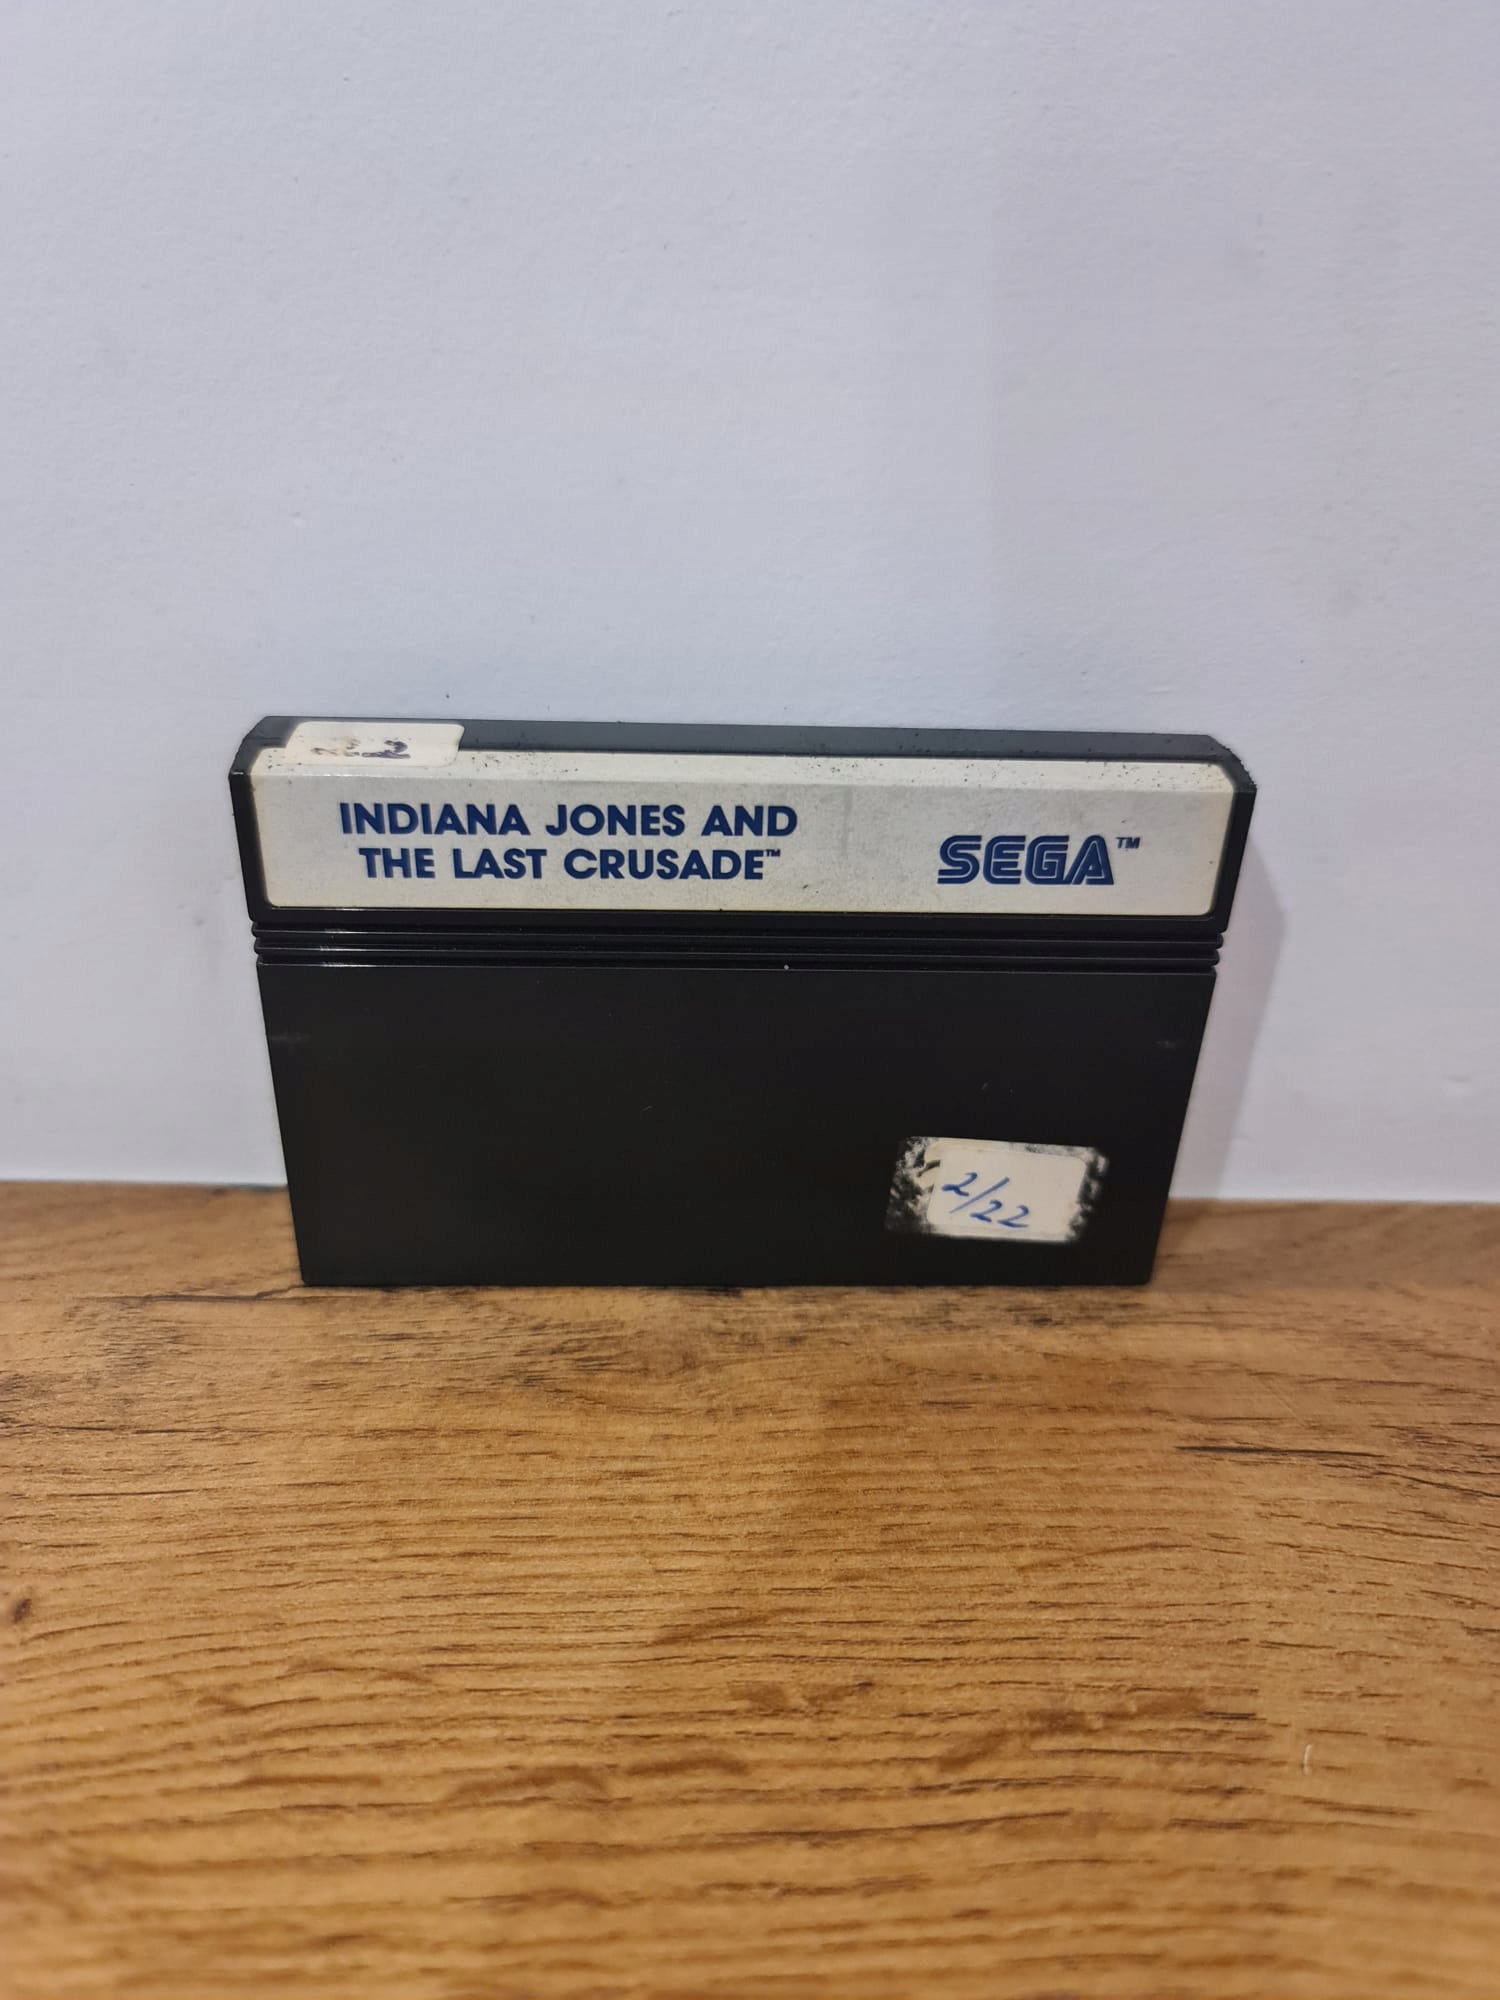 INDIANA JONES AND
THE LAST CRUSADE™
SEGA™
2/22